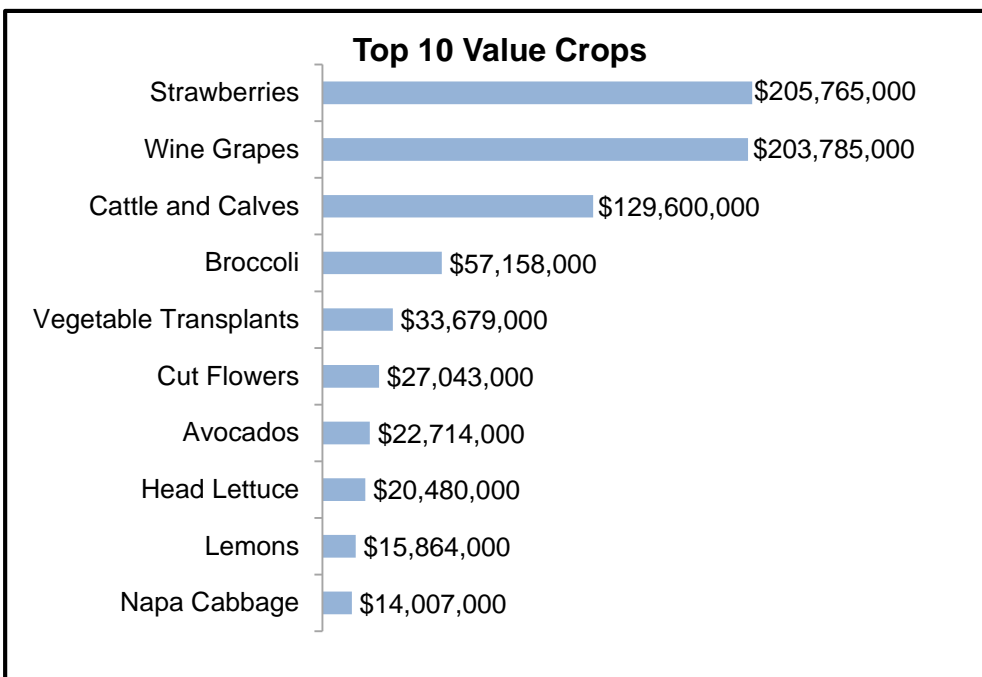 Top 10 Value Crops
Strawberries $205,765,000
Wine Grapes $203,785,000
Cattle and Calves $129,600,000
Broccoli $57,158,000
Vegetable Transplants $33,679,000
Cut Flowers $27,043,000
Avocados $22,714,000
Head Lettuce $20,480,000
Lemons $15,864,000
Napa Cabbage $14,007,000